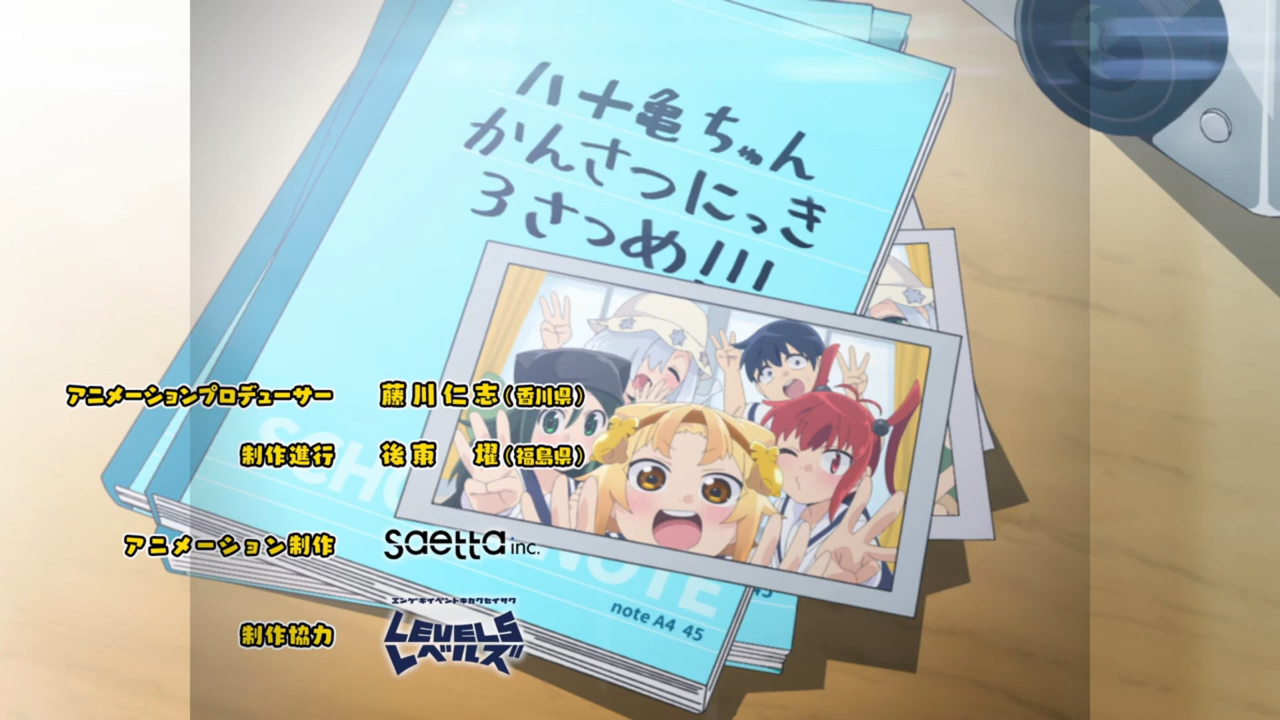 八十亀ちゃん
かんさつにっき
3さつめ!!!
アニメーションプロデューサー 藤川仁志(香川県)
制作進行 後東 燿(福島県)
アニメーション制作 saetta inc.
エンゲキイベントキカクセイサク
制作協力 LEVELS
レベルズ
SCHOOL NOTE
note A4 45
45